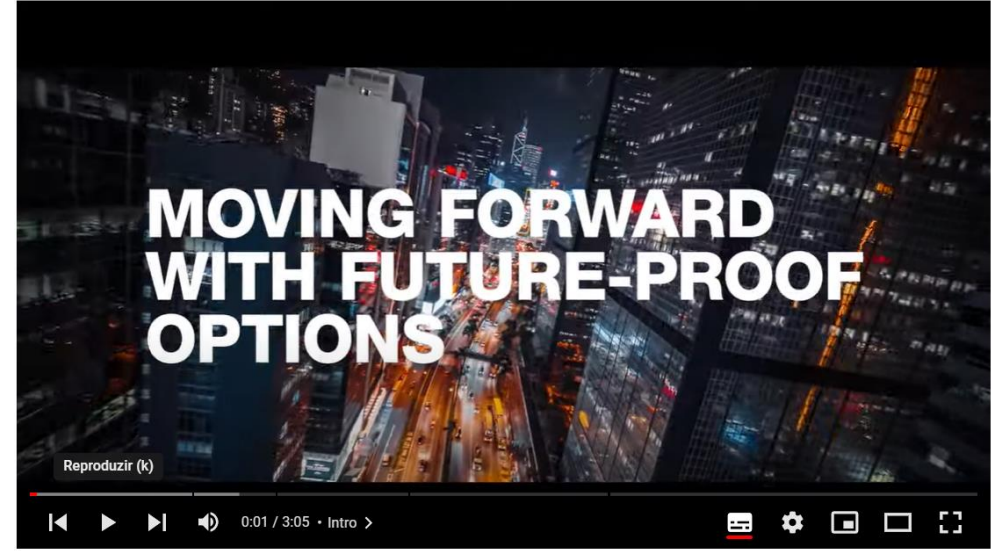 MOVING FORWARD
WITH FUTURE-PROOF
OPTIONS
Reproduzir (k)
0:01 / 3:05 • Intro